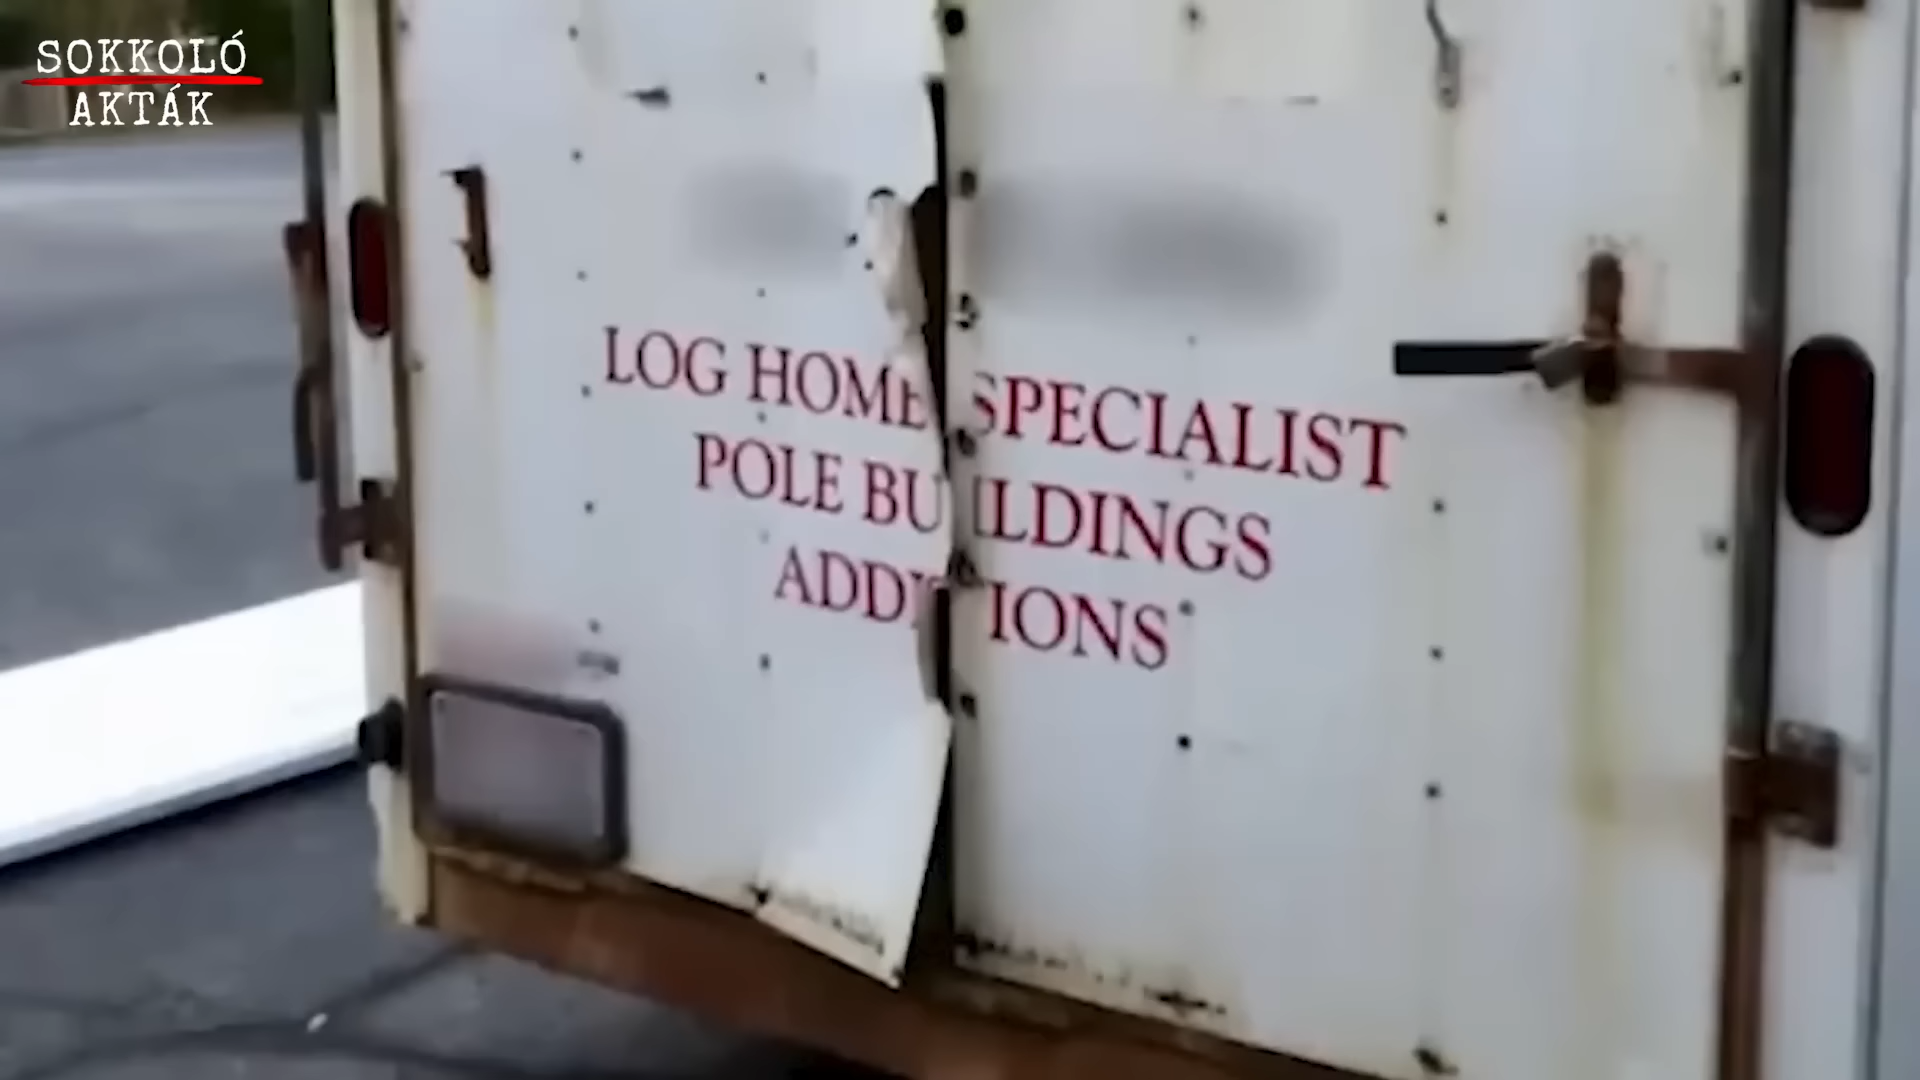 SOKKOLÓ
AKTÁK
LOG HOME SPECIALIST
POLE BUILDINGS
ADDITIONS